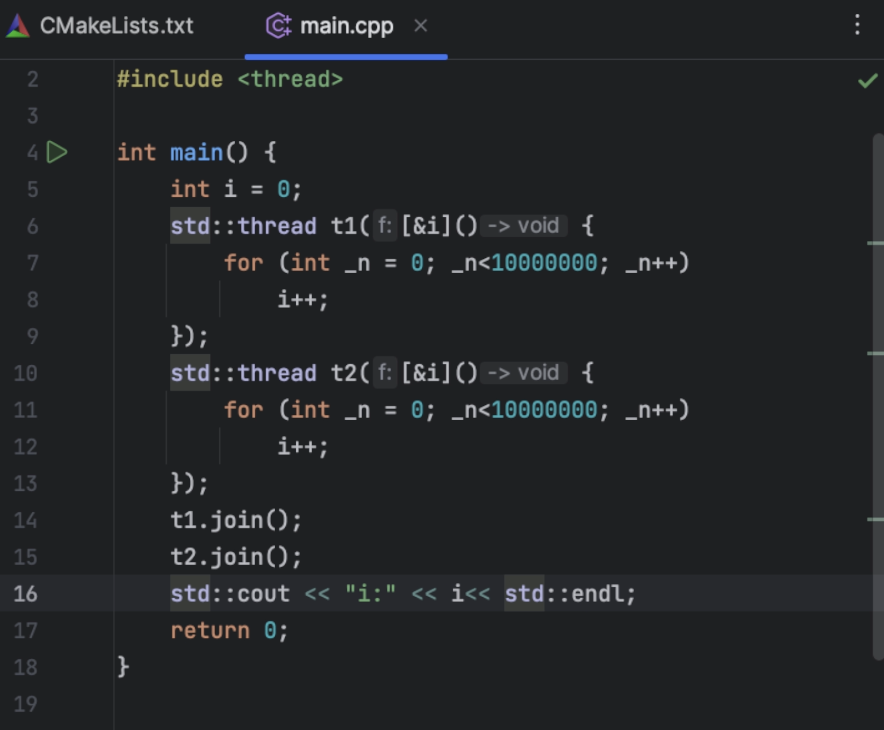 CMakeLists.txt main.cpp ×
2 #include <thread>
3
4 int main() {
5 int i = 0;
6 std::thread t1( f: [&i]() -> void {
7 for (int _n = 0; _n<10000000; _n++)
8 i++;
9 });
10 std::thread t2( f: [&i]() -> void {
11 for (int _n = 0; _n<10000000; _n++)
12 i++;
13 });
14 t1.join();
15 t2.join();
16 std::cout << "i:" << i<< std::endl;
17 return 0;
18 }
19